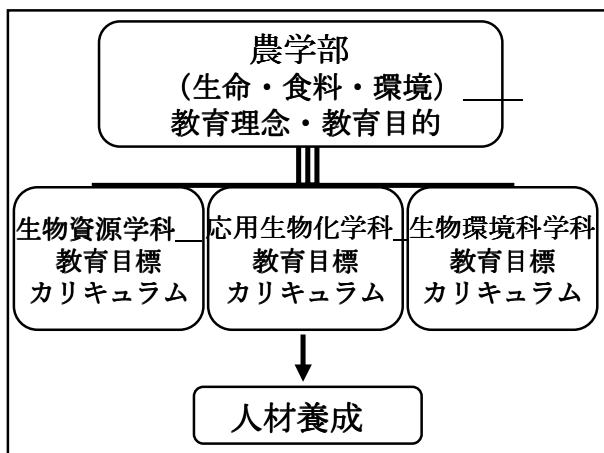 農学部
（生命・食料・環境）
教育理念・教育目的
生物資源学科
教育目標
カリキュラム
応用生物化学科
教育目標
カリキュラム
生物環境科学科
教育目標
カリキュラム
人材養成